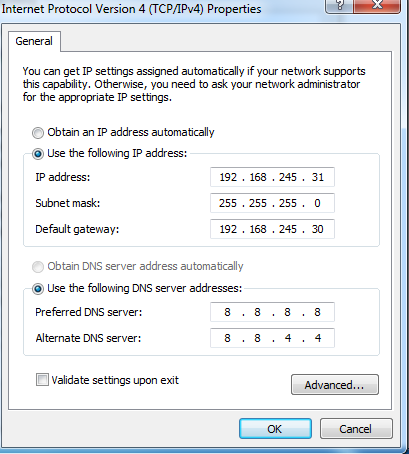 Internet Protocol Version 4 (TCP/IPv4) Properties
?
General
You can get IP settings assigned automatically if your network supports
this capability. Otherwise, you need to ask your network administrator
for the appropriate IP settings.
Obtain an IP address automatically
Use the following IP address:
IP address: 192 . 168 . 245 . 31
Subnet mask: 255 . 255 . 255 . 0
Default gateway: 192 . 168 . 245 . 30
Obtain DNS server address automatically
Use the following DNS server addresses:
Preferred DNS server: 8 . 8 . 8 . 8
Alternate DNS server: 8 . 8 . 4 . 4
Validate settings upon exit
Advanced...
OK Cancel